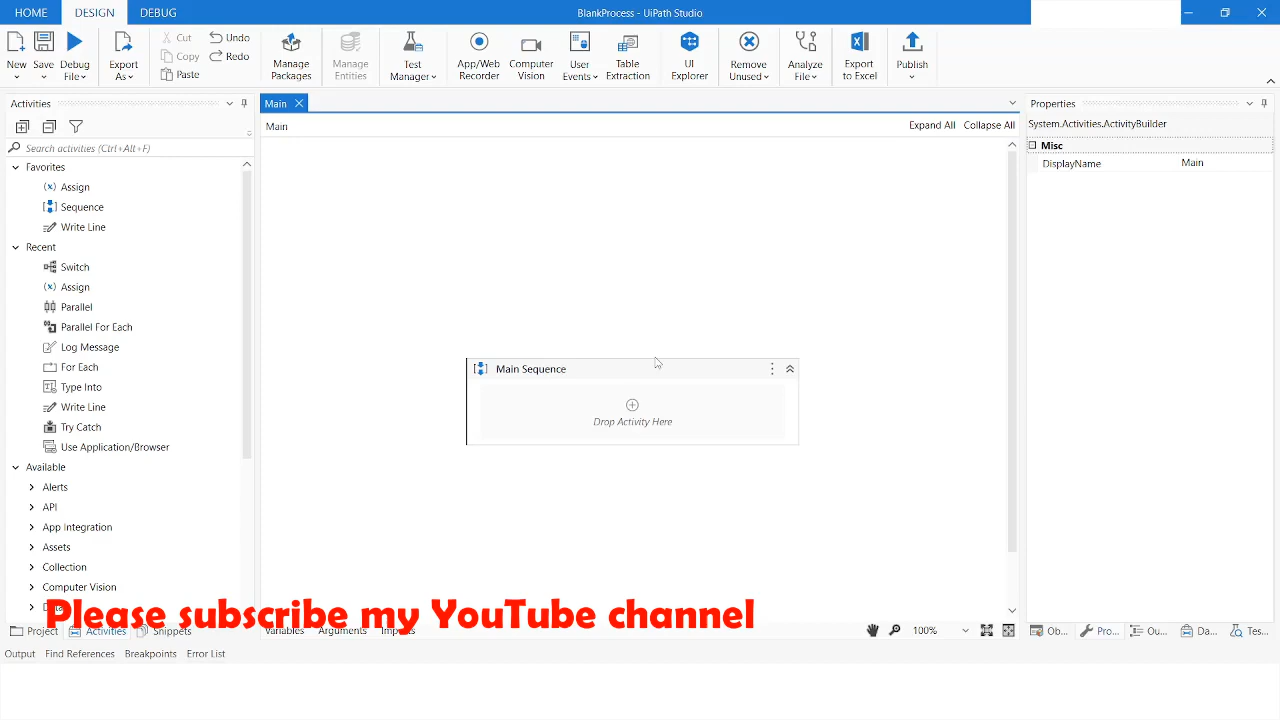 HOME DESIGN DEBUG BlankProcess - UiPath Studio
New Save Debug File Export As Cut Copy Paste Undo Redo Manage Packages Manage Entities Test Manager App/Web Recorder Computer Vision User Events Table Extraction UI Explorer Remove Unused Analyze File Export to Excel Publish
Activities
Search activities (Ctrl+Alt+F)
Favorites
Assign
Sequence
Write Line
Recent
Switch
Assign
Parallel
Parallel For Each
Log Message
For Each
Type Into
Write Line
Try Catch
Use Application/Browser
Available
Alerts
API
App Integration
Assets
Collection
Computer Vision
Main
Main Expand All Collapse All
Main Sequence
Drop Activity Here
Properties
System.Activities.ActivityBuilder
Misc
DisplayName Main
Please subscribe my YouTube channel
Project Activities Snippets Variables Arguments Imports 100% Ob... Pro... Ou... Da... Tes...
Output Find References Breakpoints Error List